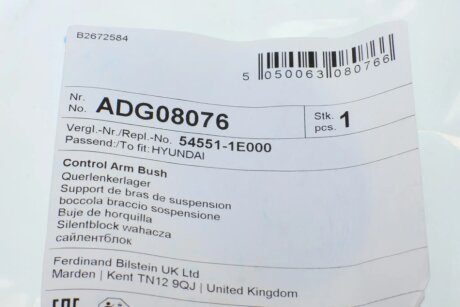 B2672584
5 050063 080766
Nr.
No. ADG08076
Stk.
pcs. 1
Vergl.-Nr./Repl.-No. 54551-1E000
Passend:/To fit: HYUNDAI
Control Arm Bush
Querlenkerlager
Support de bras de suspension
boccola braccio sospensione
Buje de horquilla
Silentblock wahacza
сайлентблок
Ferdinand Bilstein UK Ltd
Marden | Kent TN12 9QJ | United Kingdom
EAC